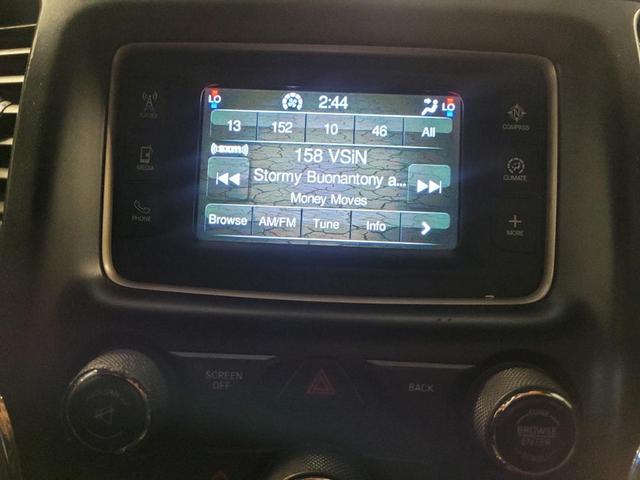 LO 2:44 LO
13 152 10 46 All
((sxm))
158 VSiN
Stormy Buonantony a...
Money Moves
Browse AM/FM Tune Info >
RADIO
MEDIA
PHONE
COMPASS
CLIMATE
MORE
SCREEN OFF
BACK
BROWSE
ENTER